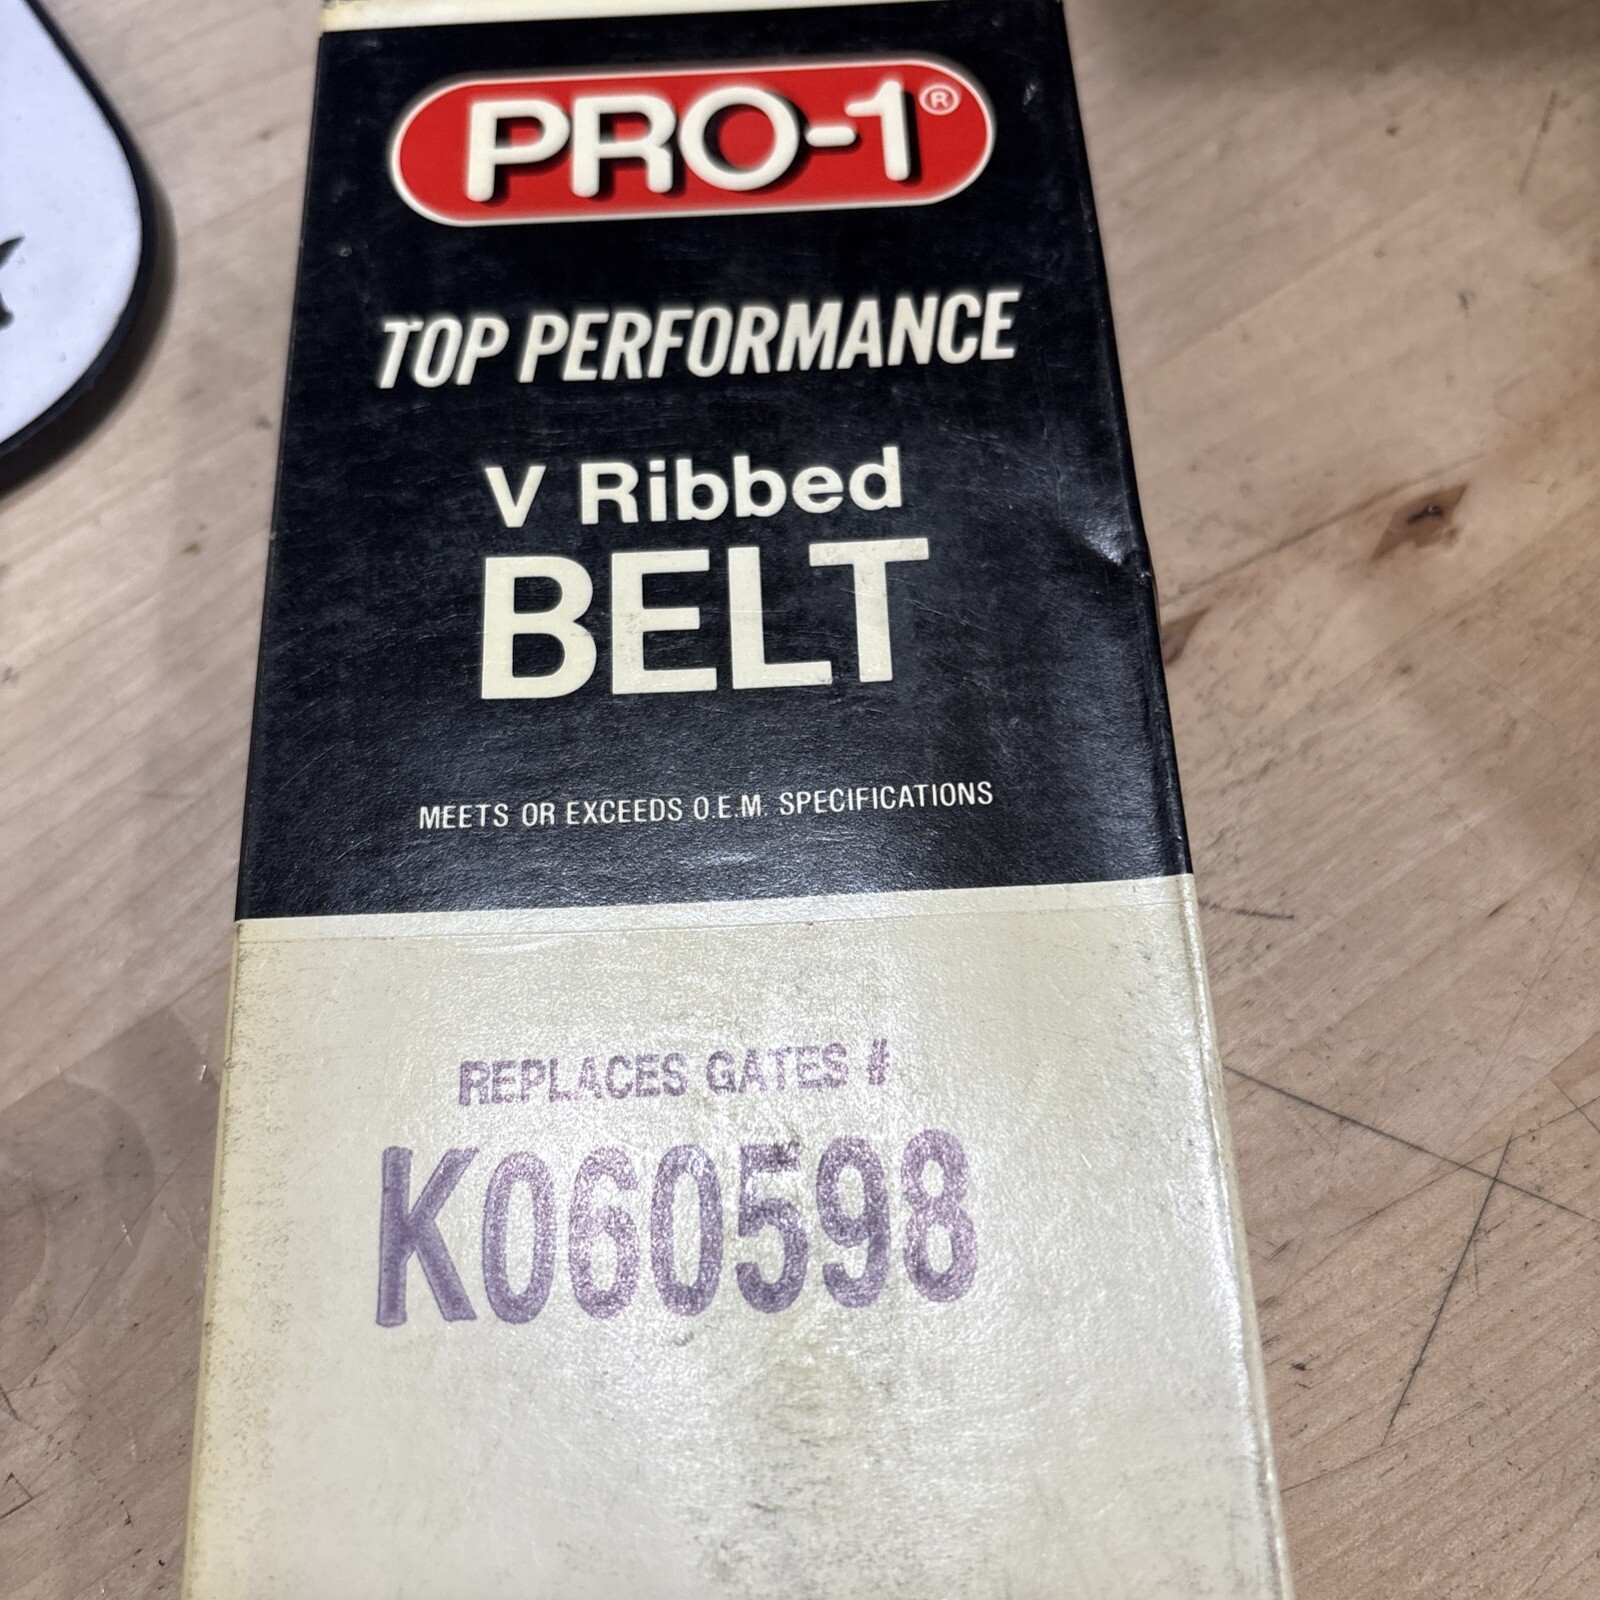 PRO-1®
TOP PERFORMANCE
V Ribbed
BELT
MEETS OR EXCEEDS O.E.M. SPECIFICATIONS
REPLACES GATES #
K060598